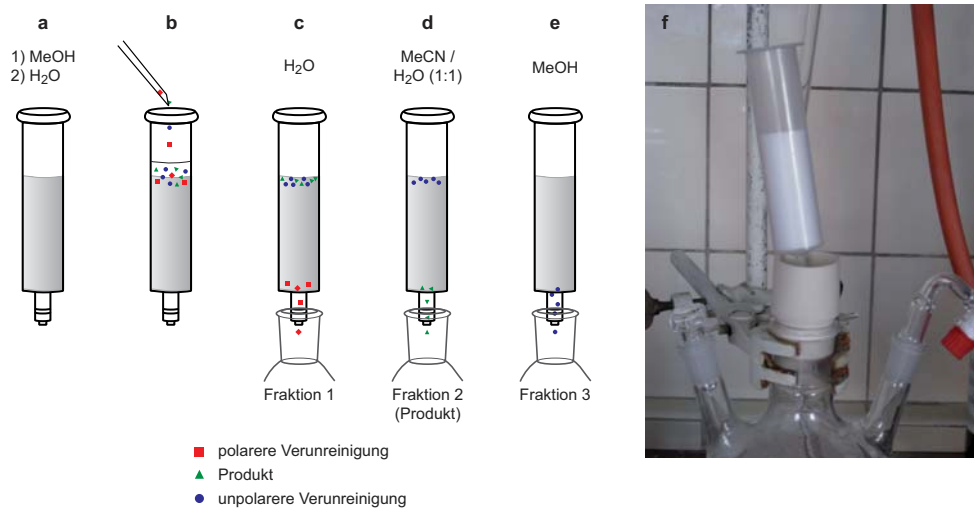 a
1) MeOH
2) H₂O
b
c
H₂O
d
MeCN /
H₂O (1:1)
e
MeOH
f
Fraktion 1
Fraktion 2
(Produkt)
Fraktion 3
polarere Verunreinigung
Produkt
unpolarere Verunreinigung